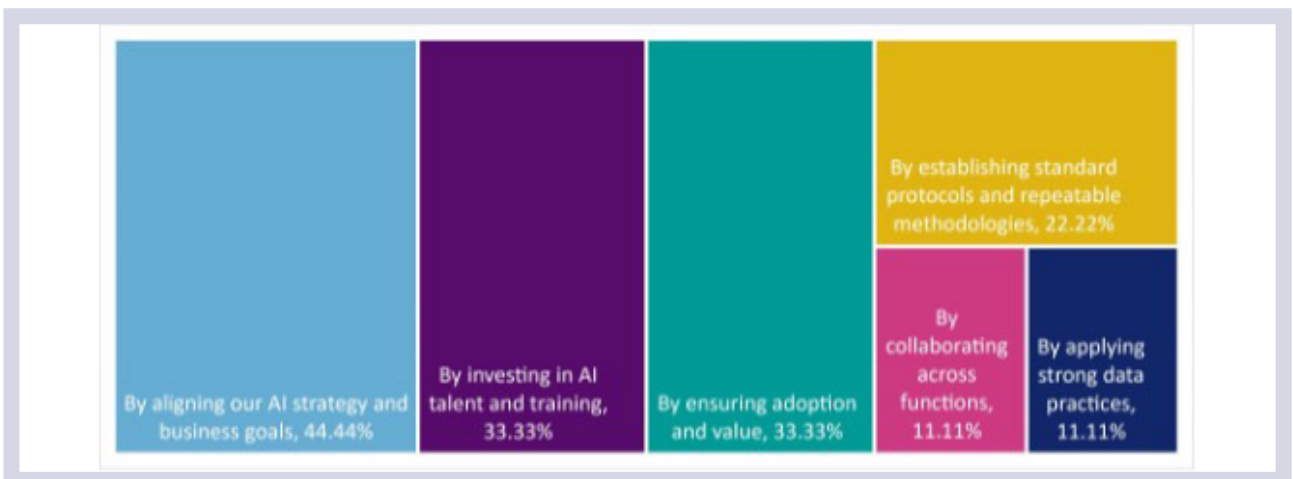 By aligning our AI strategy and
business goals, 44.44%
By investing in AI
talent and training,
33.33%
By ensuring adoption
and value, 33.33%
By establishing standard
protocols and repeatable
methodologies, 22.22%
By
collaborating
across
functions,
11.11%
By applying
strong data
practices,
11.11%